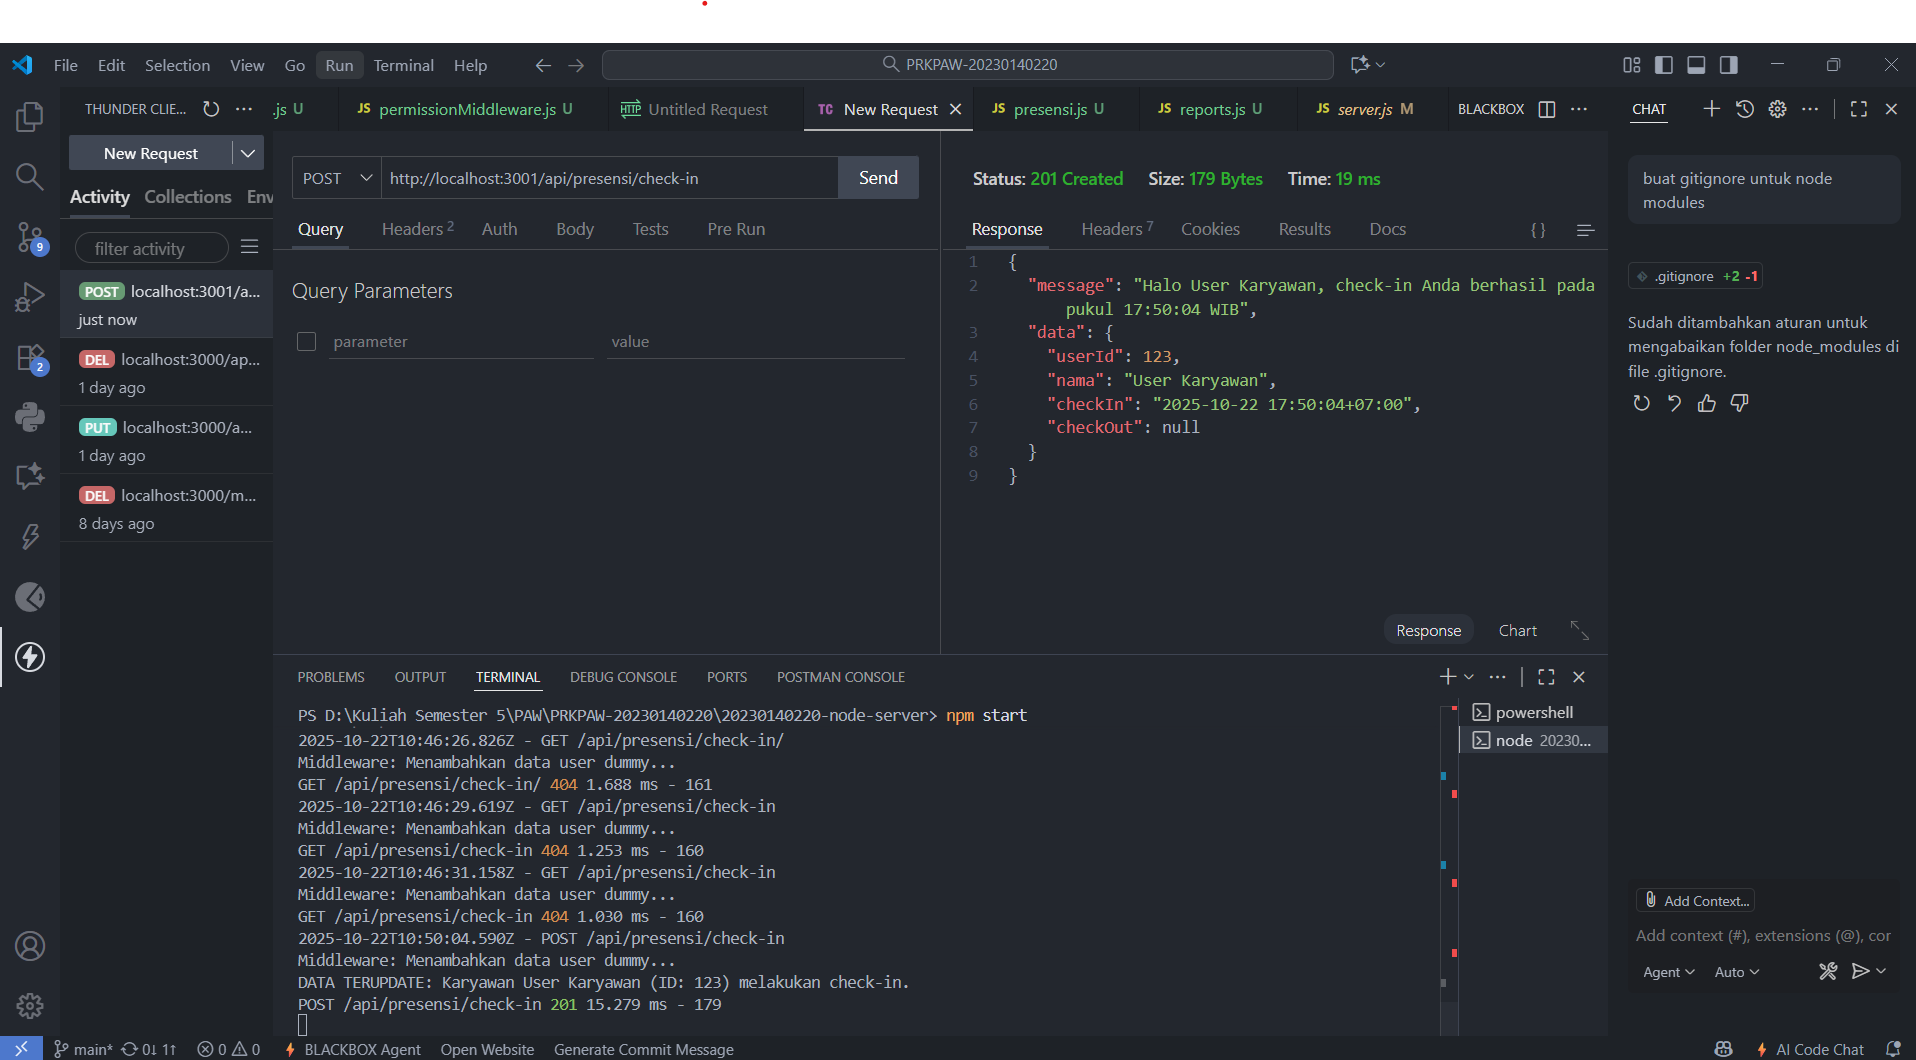 File Edit Selection View Go Run Terminal Help
PRKPAW-20230140220
THUNDER CLIE...
.js U
JS permissionMiddleware.js U
HTTP Untitled Request
TC New Request
JS presensi.js U
JS reports.js U
JS server.js M
BLACKBOX
CHAT
New Request
Activity Collections Env
filter activity
POST localhost:3001/a...
just now
DEL localhost:3000/ap...
1 day ago
PUT localhost:3000/a...
1 day ago
DEL localhost:3000/m...
8 days ago
9
2
POST http://localhost:3001/api/presensi/check-in Send
Query Headers 2 Auth Body Tests Pre Run
Query Parameters
parameter value
Status: 201 Created Size: 179 Bytes Time: 19 ms
Response Headers 7 Cookies Results Docs {}
1 {
2 "message": "Halo User Karyawan, check-in Anda berhasil pada
pukul 17:50:04 WIB",
3 "data": {
4 "userId": 123,
5 "nama": "User Karyawan",
6 "checkIn": "2025-10-22 17:50:04+07:00",
7 "checkOut": null
8 }
9 }
Response Chart
PROBLEMS OUTPUT TERMINAL DEBUG CONSOLE PORTS POSTMAN CONSOLE
PS D:\Kuliah Semester 5\PAW\PRKPAW-20230140220\20230140220-node-server> npm start
2025-10-22T10:46:26.826Z - GET /api/presensi/check-in/
Middleware: Menambahkan data user dummy...
GET /api/presensi/check-in/ 404 1.688 ms - 161
2025-10-22T10:46:29.619Z - GET /api/presensi/check-in
Middleware: Menambahkan data user dummy...
GET /api/presensi/check-in 404 1.253 ms - 160
2025-10-22T10:46:31.158Z - GET /api/presensi/check-in
Middleware: Menambahkan data user dummy...
GET /api/presensi/check-in 404 1.030 ms - 160
2025-10-22T10:50:04.590Z - POST /api/presensi/check-in
Middleware: Menambahkan data user dummy...
DATA TERUPDATE: Karyawan User Karyawan (ID: 123) melakukan check-in.
POST /api/presensi/check-in 201 15.279 ms - 179
powershell
node 20230...
buat gitignore untuk node
modules
.gitignore +2 -1
Sudah ditambahkan aturan untuk
mengabaikan folder node_modules di
file .gitignore.
Add Context...
Add context (#), extensions (@), cor
Agent Auto
main* 0↓ 1↑ 0 0 BLACKBOX Agent Open Website Generate Commit Message
AI Code Chat